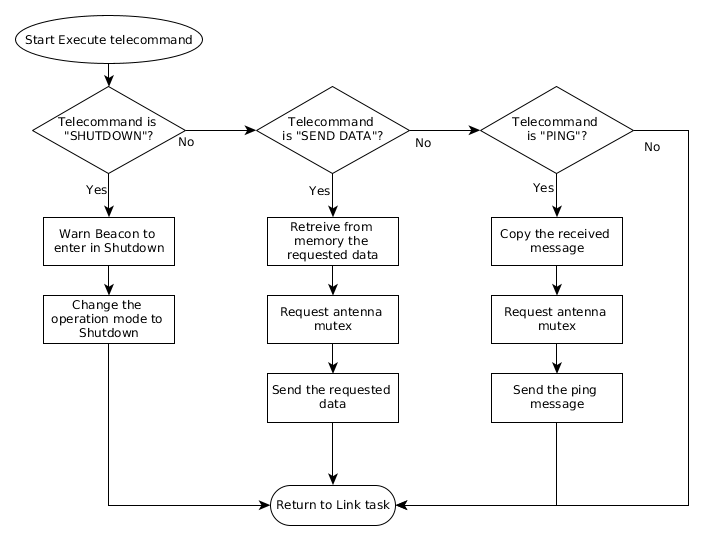 Start Execute telecommand
Telecommand is
"SHUTDOWN"?
No
Yes
Warn Beacon to
enter in Shutdown
Change the
operation mode to
Shutdown
Telecommand
is "SEND DATA"?
No
Yes
Retreive from
memory the
requested data
Request antenna
mutex
Send the requested
data
Telecommand
is "PING"?
No
Yes
Copy the received
message
Request antenna
mutex
Send the ping
message
Return to Link task